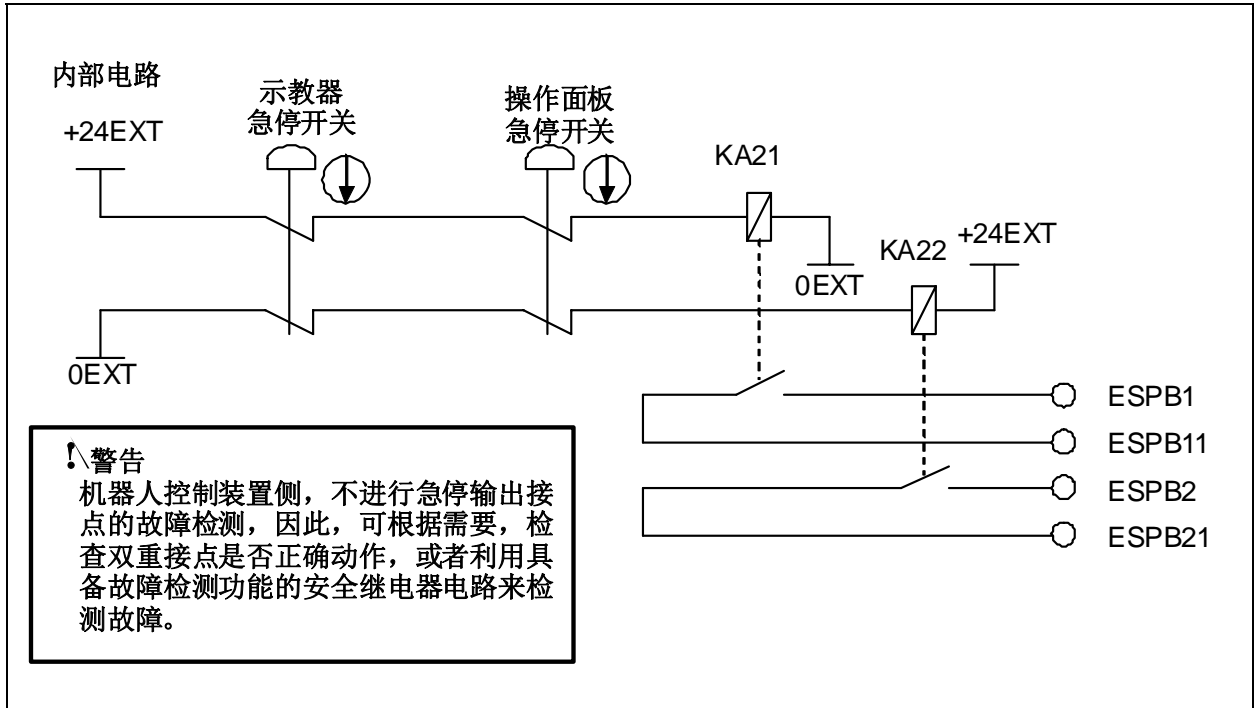 内部电路
+24EXT
示教器
急停开关
操作面板
急停开关
KA21
0EXT
KA22
+24EXT
0EXT
ESPB1
ESPB11
ESPB2
ESPB21
!警告
机器人控制装置侧，不进行急停输出接
点的故障检测，因此，可根据需要，检
查双重接点是否正确动作，或者利用具
备故障检测功能的安全继电器电路来检
测故障。